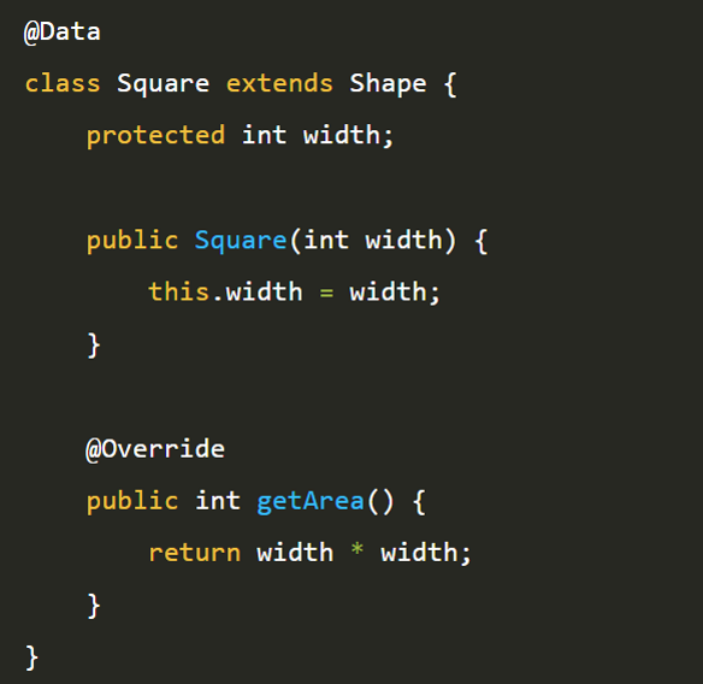 @Data
class Square extends Shape {
    protected int width;

    public Square(int width) {
        this.width = width;
    }

    @Override
    public int getArea() {
        return width * width;
    }
}